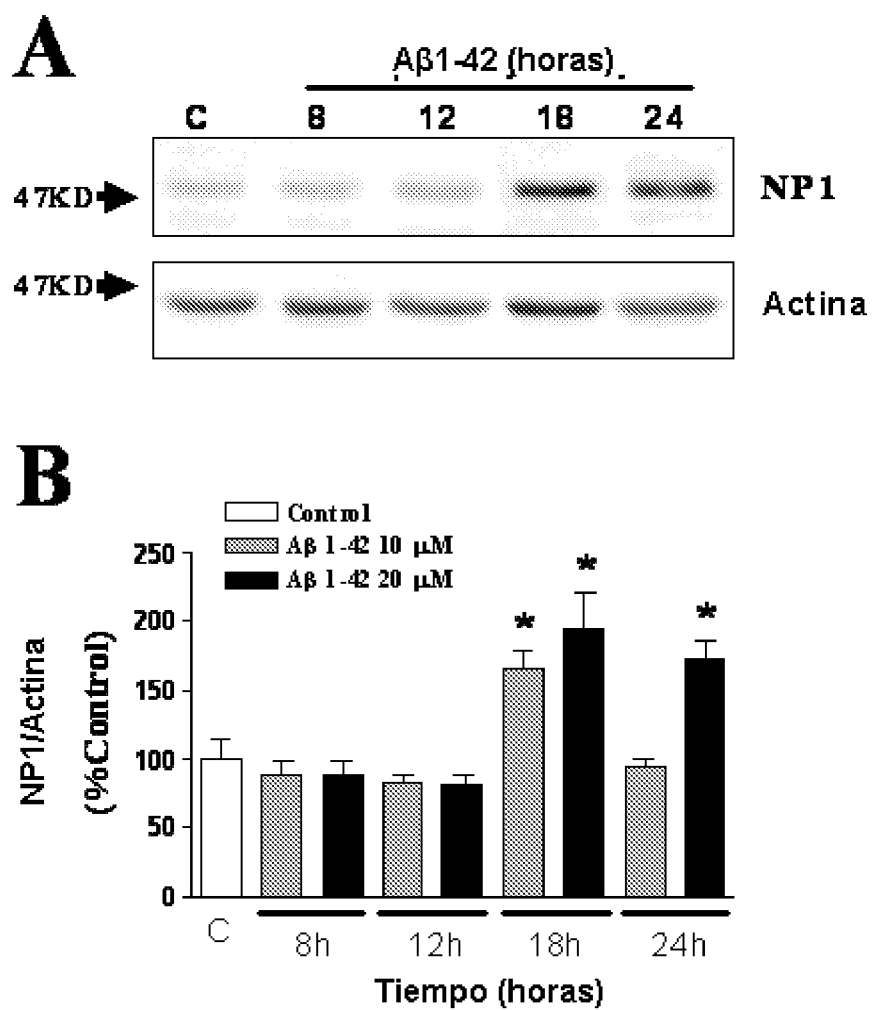 A
Aβ1-42 (horas)
C 8 12 18 24
47KD NP1
47KD Actina
B
Control
Aβ 1-42 10 μM
Aβ 1-42 20 μM
NP1/Actina
(%Control)
250
200
150
100
50
0
* * *
C 8h 12h 18h 24h
Tiempo (horas)